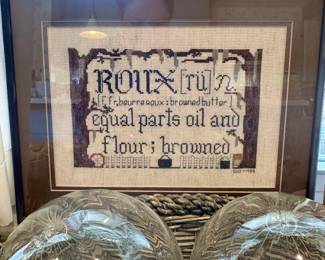 ROUX [rü] n.
[F fr. beurre roux : browned butter]
equal parts oil and
flour ; browned